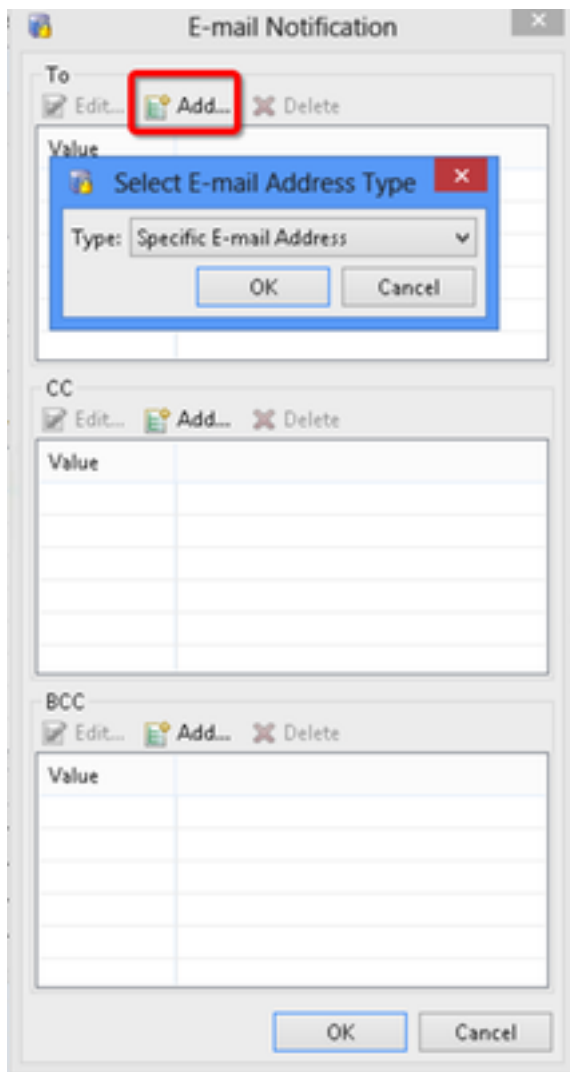 E-mail Notification
To
Edit... Add... Delete
Value
Select E-mail Address Type
Type: Specific E-mail Address
OK Cancel
CC
Edit... Add... Delete
Value
BCC
Edit... Add... Delete
Value
OK Cancel